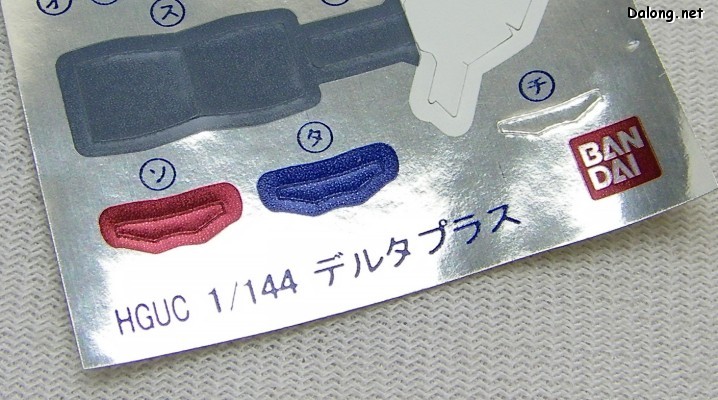 Dalong.net
ス
チ
タ
ソ
BAN
DAI
HGUC 1/144 デルタプラス